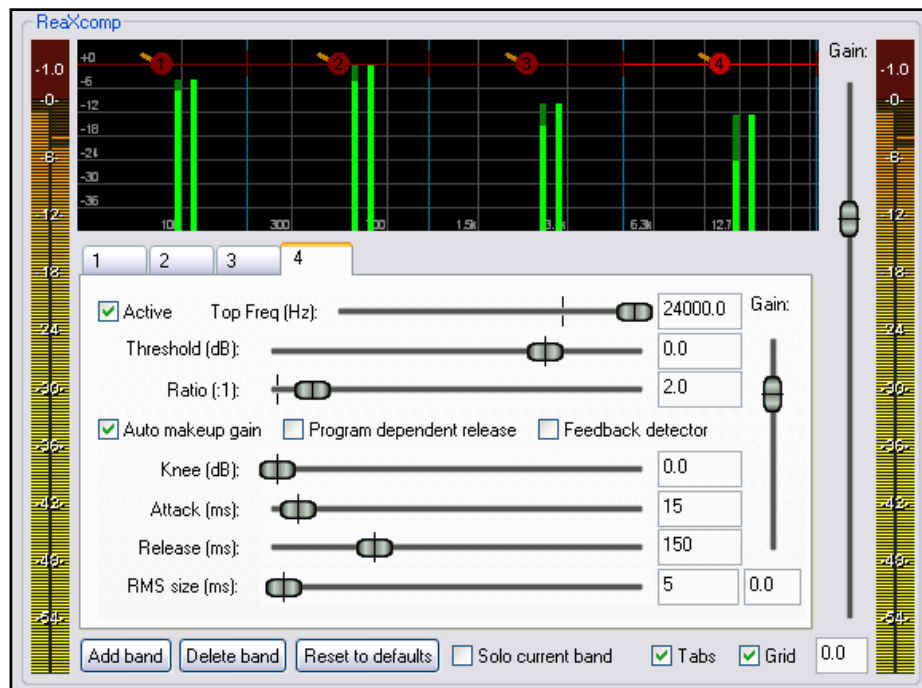 ReaXcomp
Gain:
-1.0
-0-
-6-
-12-
-18-
-24-
-30-
-36-
-42-
-48-
-54-
+0
-6
-12
-18
-24
-30
-36
1
2
3
4
300
700
1.5k
6.3k
12.7
-1.0
-0-
-6-
-12-
-18-
-24-
-30-
-36-
-42-
-48-
-54-
1 2 3 4
Active Top Freq (Hz): 24000.0 Gain:
Threshold (dB): 0.0
Ratio (:1) 2.0
Auto makeup gain Program dependent release Feedback detector
Knee (dB): 0.0
Attack (ms): 15
Release (ms): 150
RMS size (ms): 5 0.0
Add band Delete band Reset to defaults Solo current band Tabs Grid 0.0